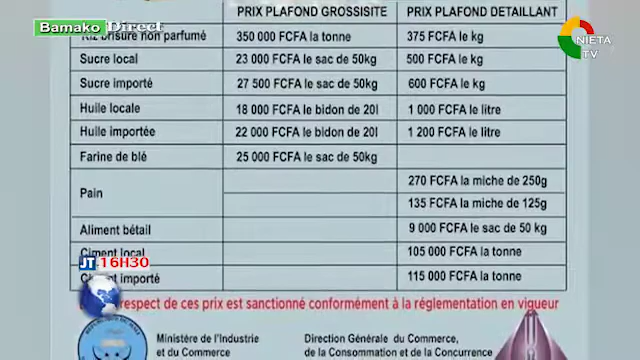 Bamako Direct
NIETA
TV
PRIX PLAFOND GROSSISITE PRIX PLAFOND DETAILLANT
Riz brisure non parfumé 350 000 FCFA la tonne 375 FCFA le kg
Sucre local 23 000 FCFA le sac de 50kg 500 FCFA le kg
Sucre importé 27 500 FCFA le sac de 50kg 600 FCFA le kg
Huile locale 18 000 FCFA le bidon de 20l 1 000 FCFA le litre
Huile importée 22 000 FCFA le bidon de 20l 1 200 FCFA le litre
Farine de blé 25 000 FCFA le sac de 50kg
Pain 270 FCFA la miche de 250g
135 FCFA la miche de 125g
Aliment bétail 9 000 FCFA le sac de 50 kg
Ciment local 105 000 FCFA la tonne
JT 16H30
importé 115 000 FCFA la tonne
respect de ces prix est sanctionné conformément à la réglementation en vigueur
Ministère de l'Industrie
et du Commerce
Direction Générale du Commerce,
de la Consommation et de la Concurrence